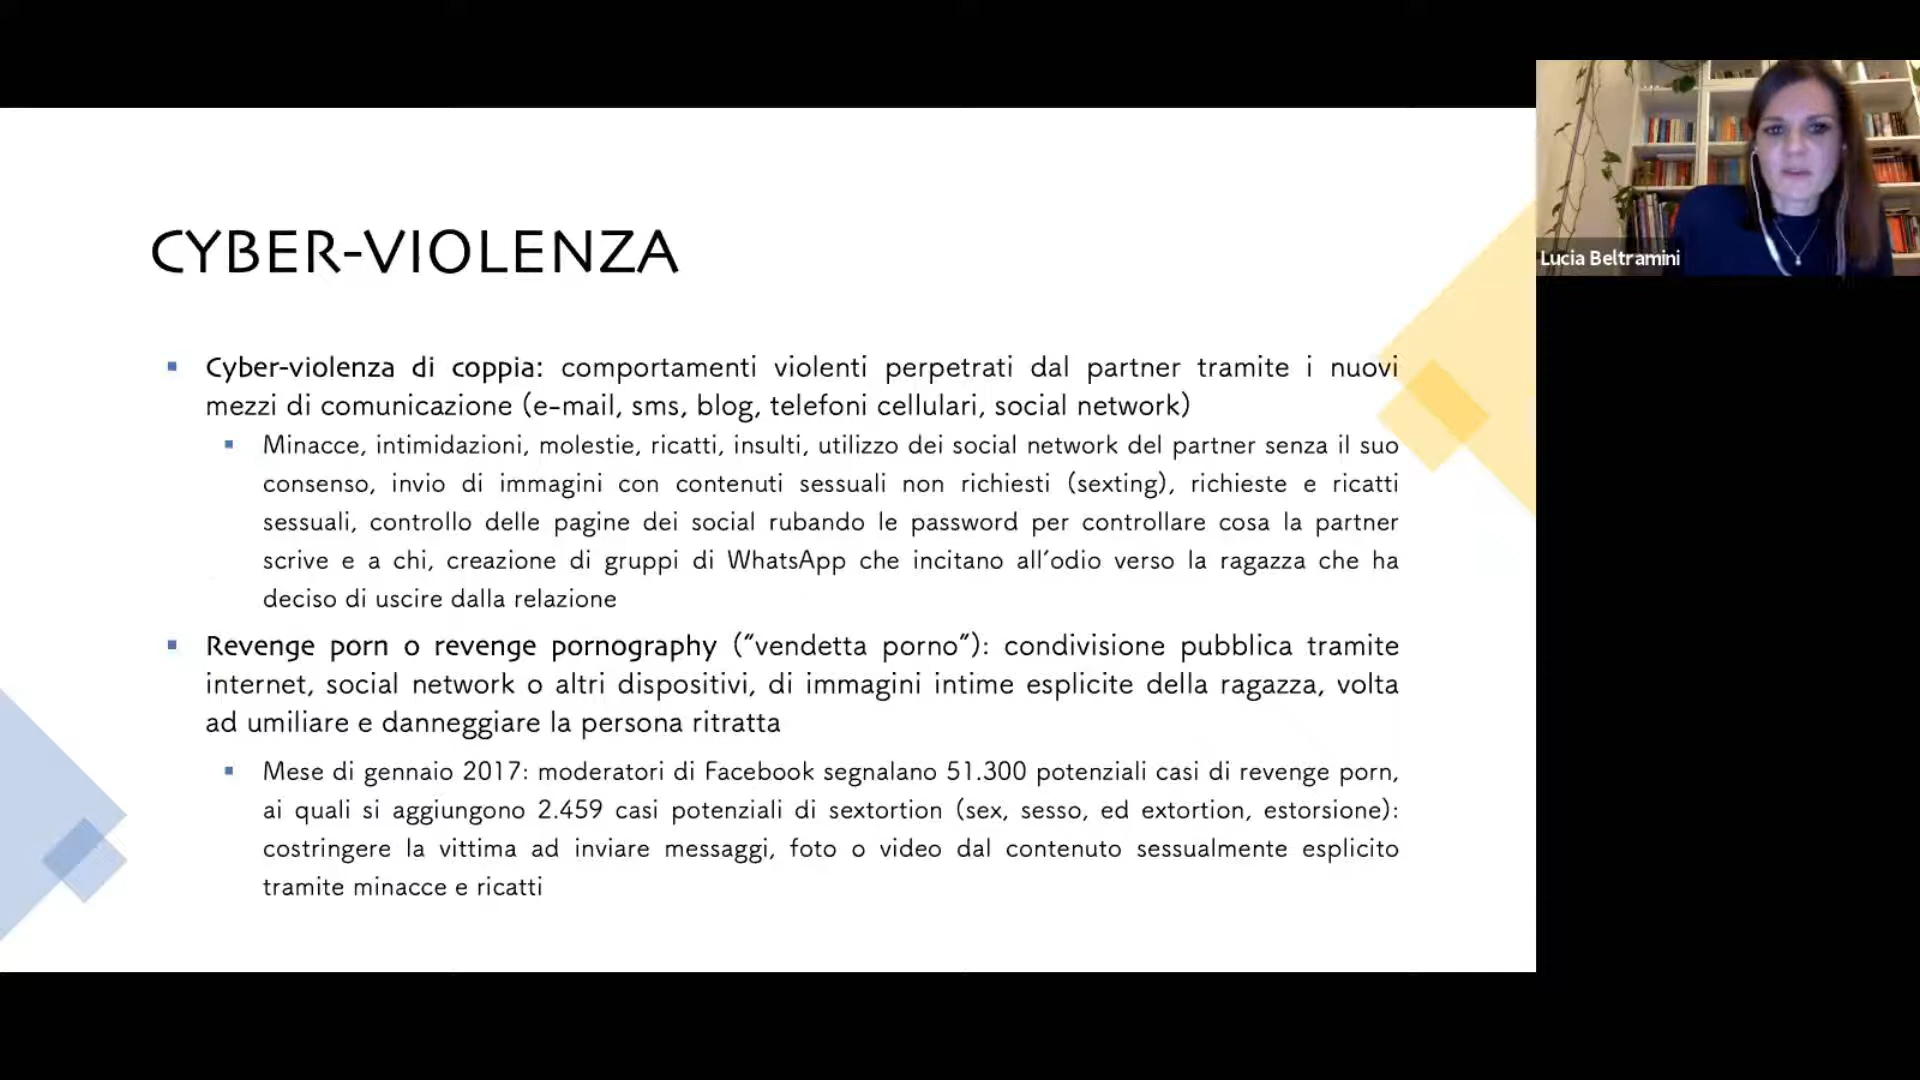 CYBER-VIOLENZA
▪ Cyber-violenza di coppia: comportamenti violenti perpetrati dal partner tramite i nuovi
mezzi di comunicazione (e-mail, sms, blog, telefoni cellulari, social network)
▪ Minacce, intimidazioni, molestie, ricatti, insulti, utilizzo dei social network del partner senza il suo
consenso, invio di immagini con contenuti sessuali non richiesti (sexting), richieste e ricatti
sessuali, controllo delle pagine dei social rubando le password per controllare cosa la partner
scrive e a chi, creazione di gruppi di WhatsApp che incitano all’odio verso la ragazza che ha
deciso di uscire dalla relazione
▪ Revenge porn o revenge pornography (“vendetta porno”): condivisione pubblica tramite
internet, social network o altri dispositivi, di immagini intime esplicite della ragazza, volta
ad umiliare e danneggiare la persona ritratta
▪ Mese di gennaio 2017: moderatori di Facebook segnalano 51.300 potenziali casi di revenge porn,
ai quali si aggiungono 2.459 casi potenziali di sextortion (sex, sesso, ed extortion, estorsione):
costringere la vittima ad inviare messaggi, foto o video dal contenuto sessualmente esplicito
tramite minacce e ricatti
Lucia Beltramini